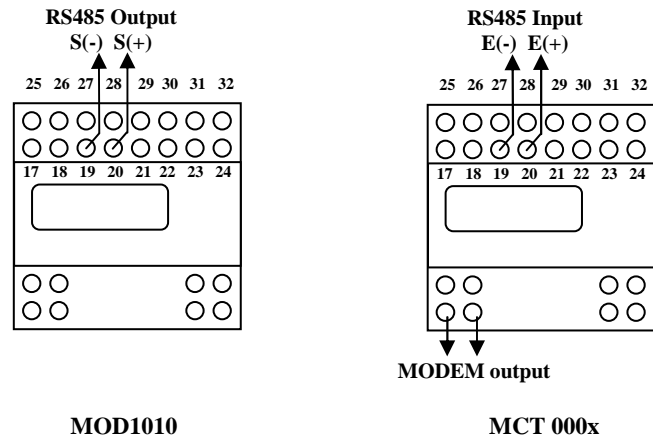 RS485 Output
S(-) S(+)
25 26 27 28 29 30 31 32
17 18 19 20 21 22 23 24
MOD1010
RS485 Input
E(-) E(+)
25 26 27 28 29 30 31 32
17 18 19 20 21 22 23 24
MODEM output
MCT 000x